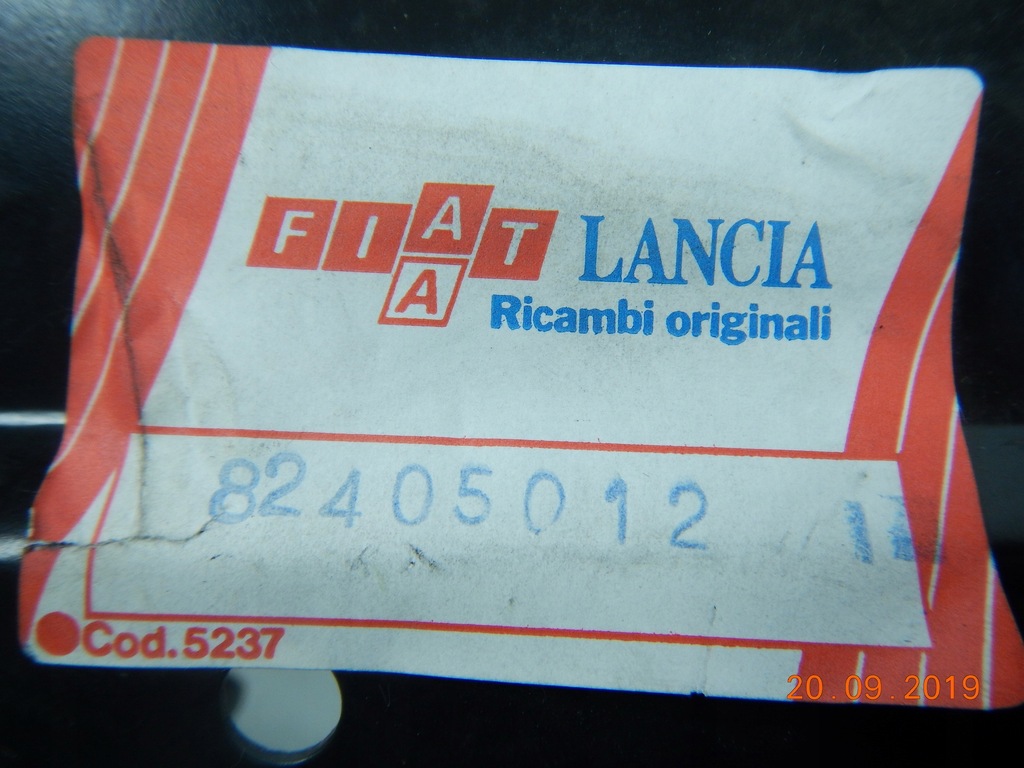 FIAT LANCIA
A
Ricambi originali
82405012
Cod.5237
20.09.2019